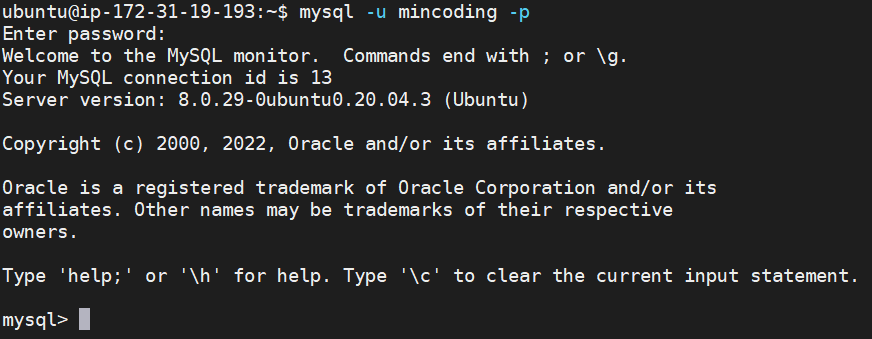 ubuntu@ip-172-31-19-193:~$ mysql -u mincoding -p
Enter password:
Welcome to the MySQL monitor.  Commands end with ; or \g.
Your MySQL connection id is 13
Server version: 8.0.29-0ubuntu0.20.04.3 (Ubuntu)
Copyright (c) 2000, 2022, Oracle and/or its affiliates.
Oracle is a registered trademark of Oracle Corporation and/or its
affiliates. Other names may be trademarks of their respective
owners.
Type 'help;' or '\h' for help. Type '\c' to clear the current input statement.
mysql>